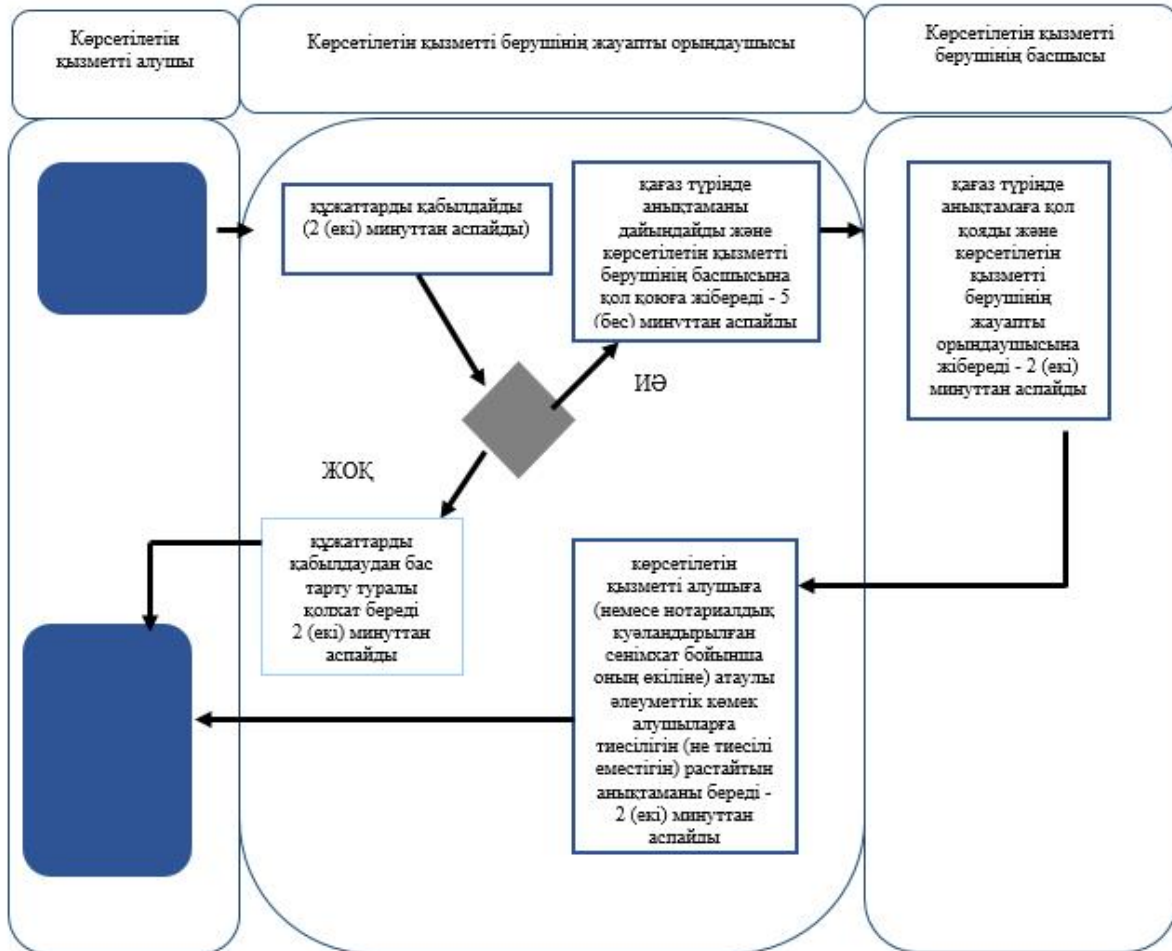 Көрсетілетін
қызметті алушы
Көрсетілетін қызметті берушінің жауапты орындаушысы
Көрсетілетін қызметті
берушінің басшысы
құжаттарды қабылдайды
(2 (екі) минуттан аспайды)
қағаз түрінде
анықтаманы
дайындайды және
көрсетілетін қызметті
берушінің басшысына
қол қоюға жібереді - 5
(бес) минуттан аспайды
қағаз түрінде
анықтамаға қол
қояды және
көрсетілетін
қызметті
берушінің
жауапты
орындаушысына
жібереді - 2 (екі)
минуттан аспайды
ИӘ
ЖОҚ
құжаттарды
қабылдаудан бас
тарту туралы
қолхат береді
2 (екі) минуттан
аспайды
көрсетілетін
қызметті алушыға
(немесе нотариалдық
куәландырылған
сенімхат бойынша
оның өкіліне) атаулы
әлеуметтік көмек
алушыларға
тиесілігін (не тиесілі
еместігін) растайтын
анықтаманы береді -
2 (екі) минуттан
аспайды